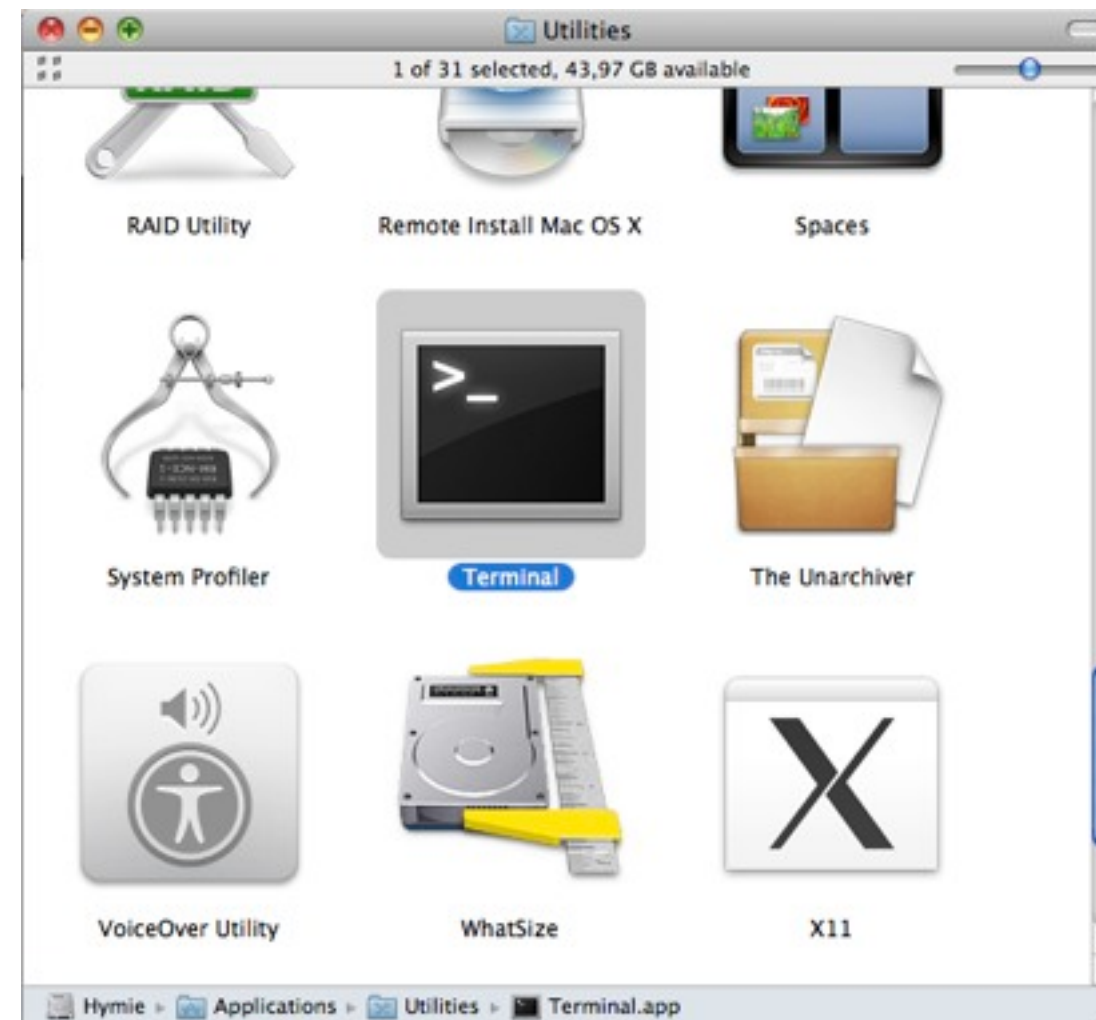 Utilities
1 of 31 selected, 43,97 GB available
RAID Utility
Remote Install Mac OS X
Spaces
>_
System Profiler
Terminal
The Unarchiver
VoiceOver Utility
WhatSize
X11
Hymie ▸ Applications ▸ Utilities ▸ Terminal.app